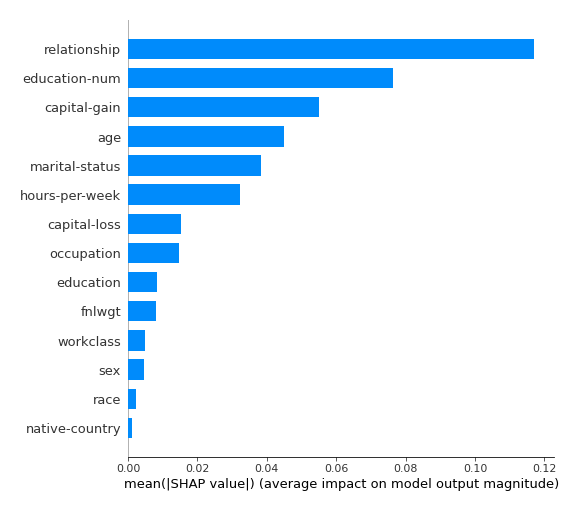 relationship
education-num
capital-gain
age
marital-status
hours-per-week
capital-loss
occupation
education
fnlwgt
workclass
sex
race
native-country
0.00 0.02 0.04 0.06 0.08 0.10 0.12
mean(|SHAP value|) (average impact on model output magnitude)